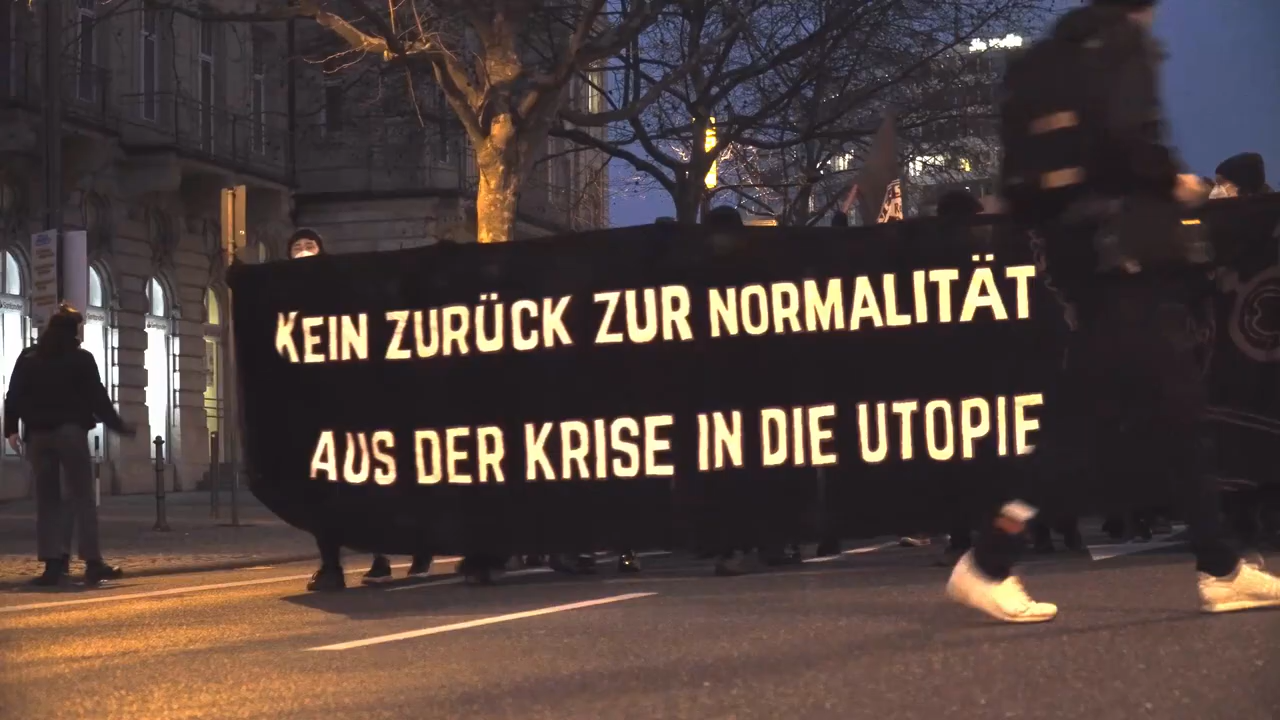 KEIN ZURÜCK ZUR NORMALITÄT
AUS DER KRISE IN DIE UTOPIE